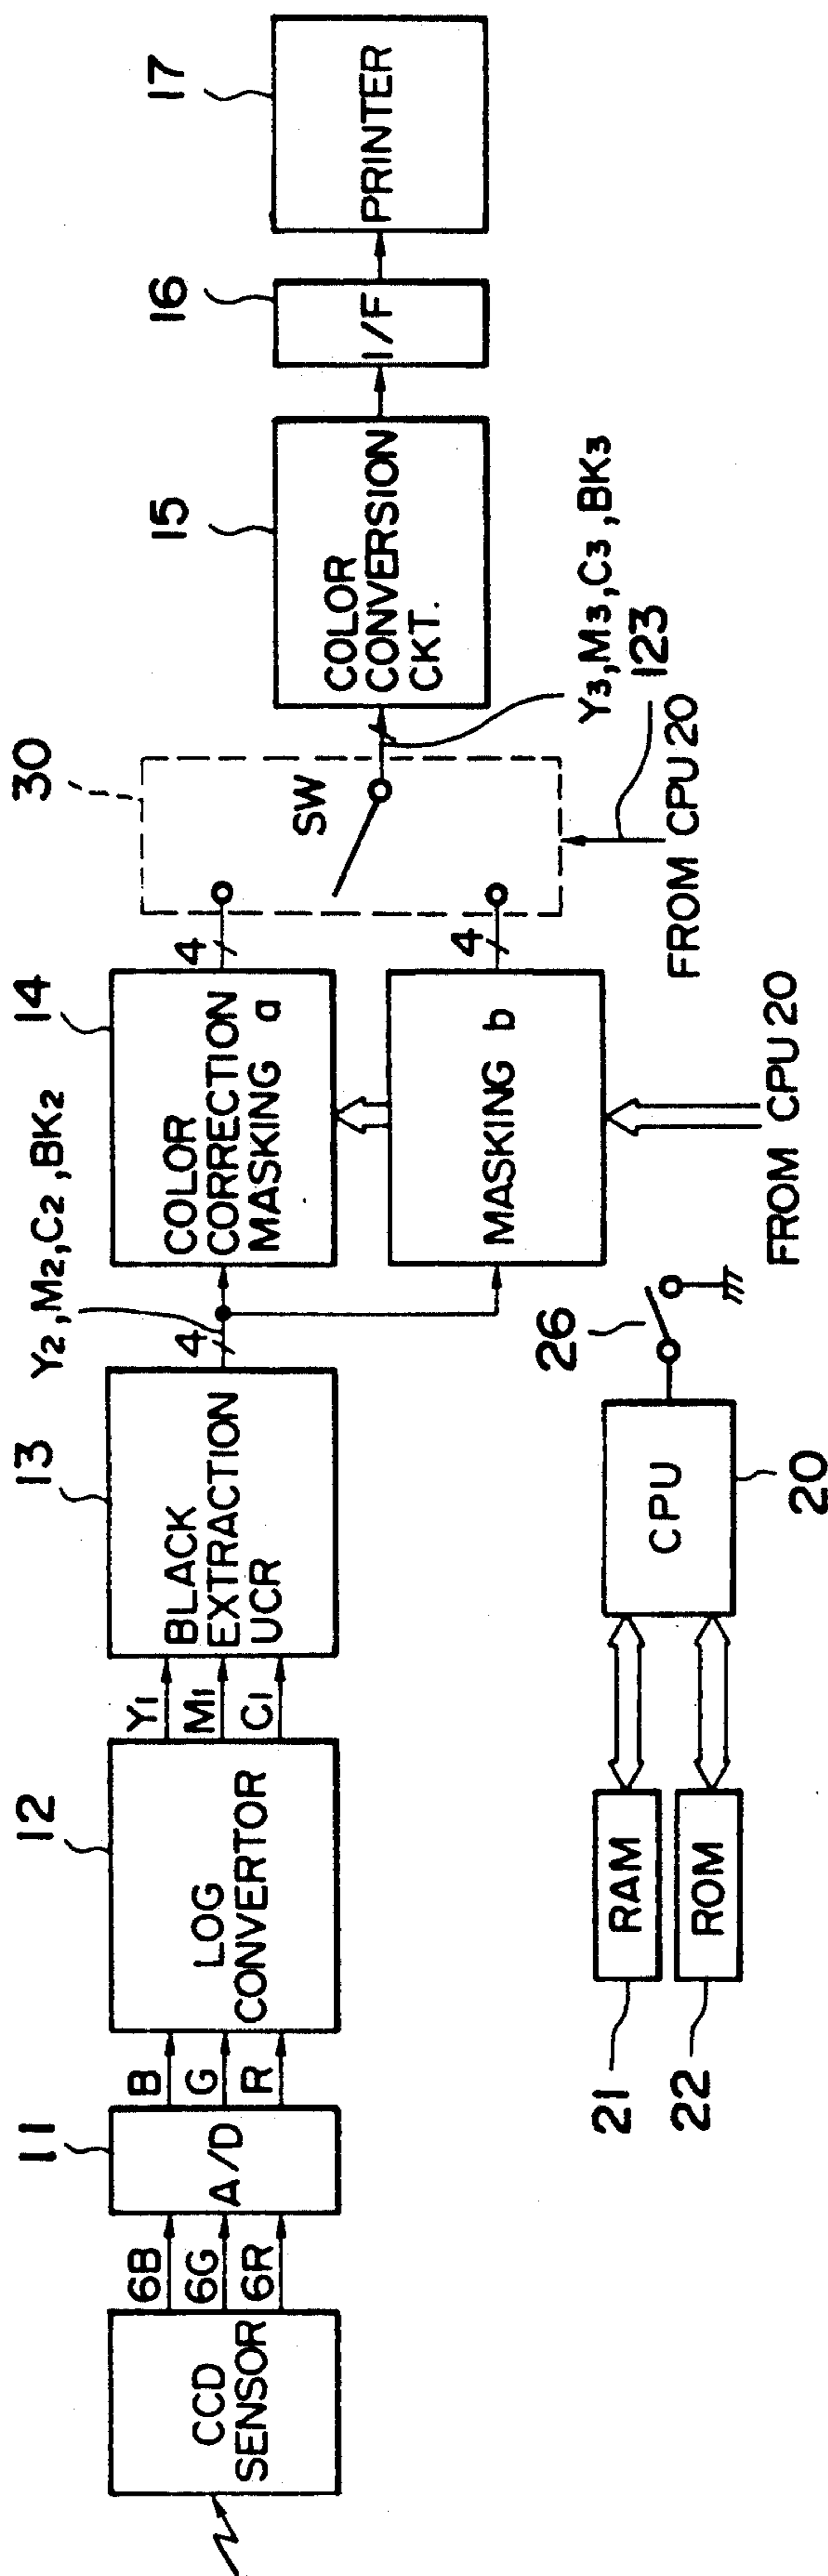 11
12
13
14
30
15
16
17
CCD
SENSOR
6B
6G
6R
A/D
B
G
R
LOG
CONVERTOR
Y1
M1
C1
BLACK
EXTRACTION
UCR
4
Y2,M2,C2,BK2
COLOR
CORRECTION
MASKING a
4
MASKING b
4
SW
COLOR
CONVERSION
CKT.
I/F
PRINTER
Y3,M3,C3,BK3
123
FROM CPU 20
FROM CPU 20
RAM
21
ROM
22
CPU
20
26